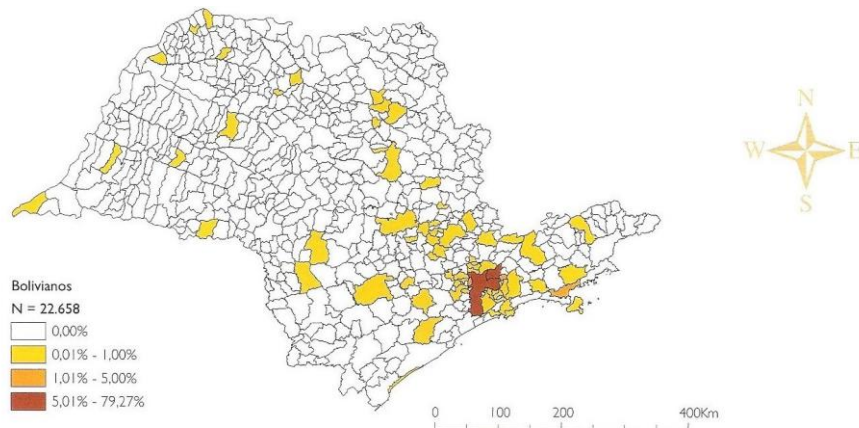 N
W E
S
Bolivianos
N = 22.658
0,00%
0,01% - 1,00%
1,01% - 5,00%
5,01% - 79,27%
0 100 200 400Km